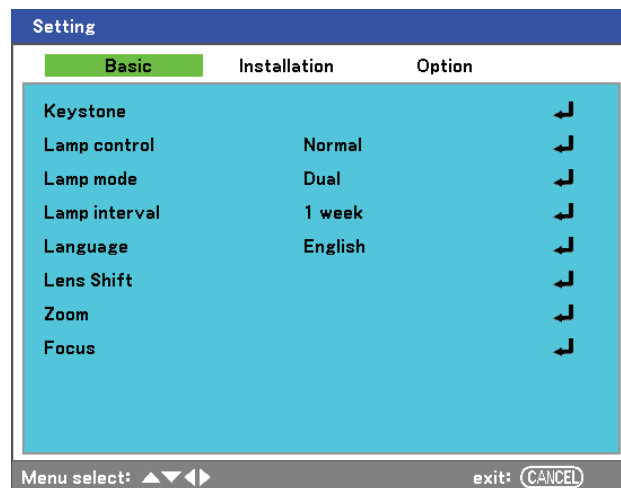 Setting
Basic Installation Option
Keystone
Lamp control Normal
Lamp mode Dual
Lamp interval 1 week
Language English
Lens Shift
Zoom
Focus
Menu select: ▲▼◀▶ exit: CANCEL